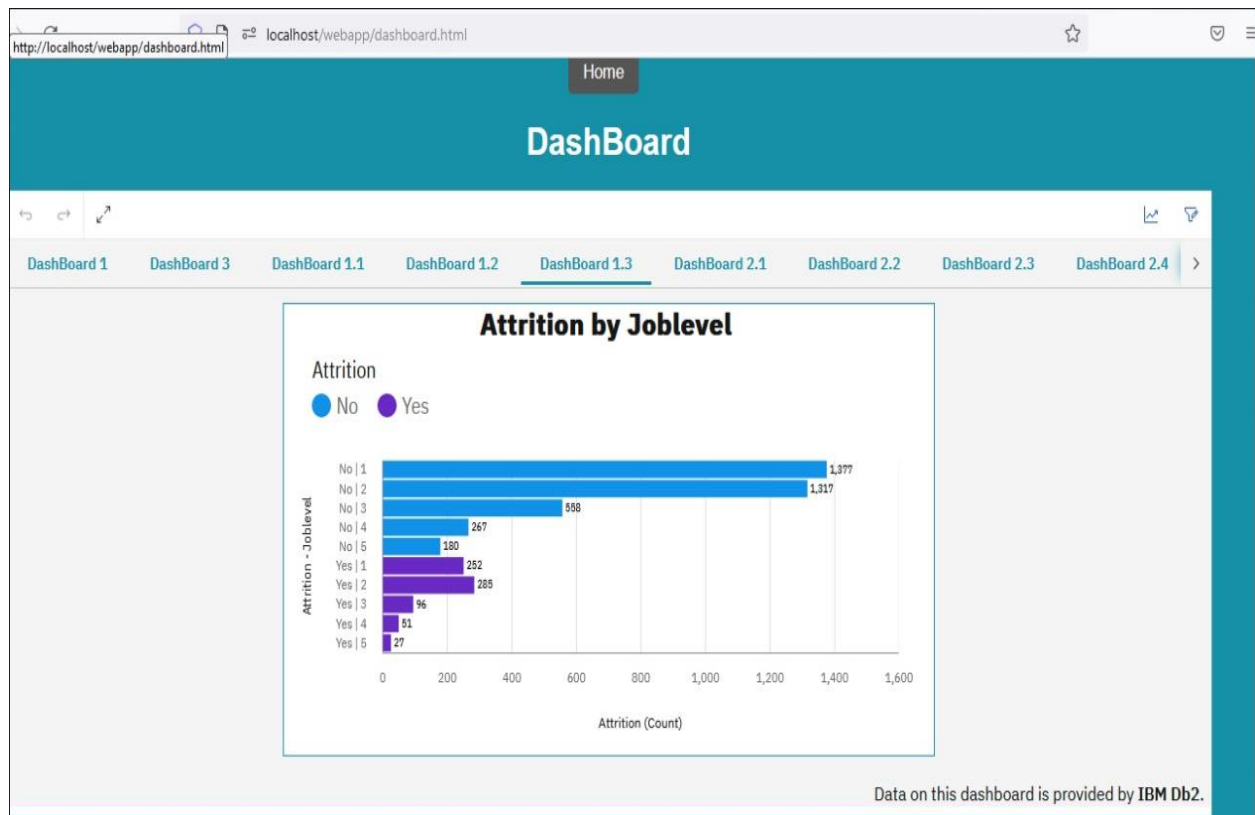 localhost/webapp/dashboard.html
http://localhost/webapp/dashboard.html
Home
DashBoard
DashBoard 1 DashBoard 3 DashBoard 1.1 DashBoard 1.2 DashBoard 1.3 DashBoard 2.1 DashBoard 2.2 DashBoard 2.3 DashBoard 2.4
Attrition by Joblevel
Attrition
No Yes
Attrition - Joblevel
No | 1 1,377
No | 2 1,317
No | 3 558
No | 4 267
No | 5 180
Yes | 1 252
Yes | 2 285
Yes | 3 96
Yes | 4 51
Yes | 5 27
0 200 400 600 800 1,000 1,200 1,400 1,600
Attrition (Count)
Data on this dashboard is provided by IBM Db2.